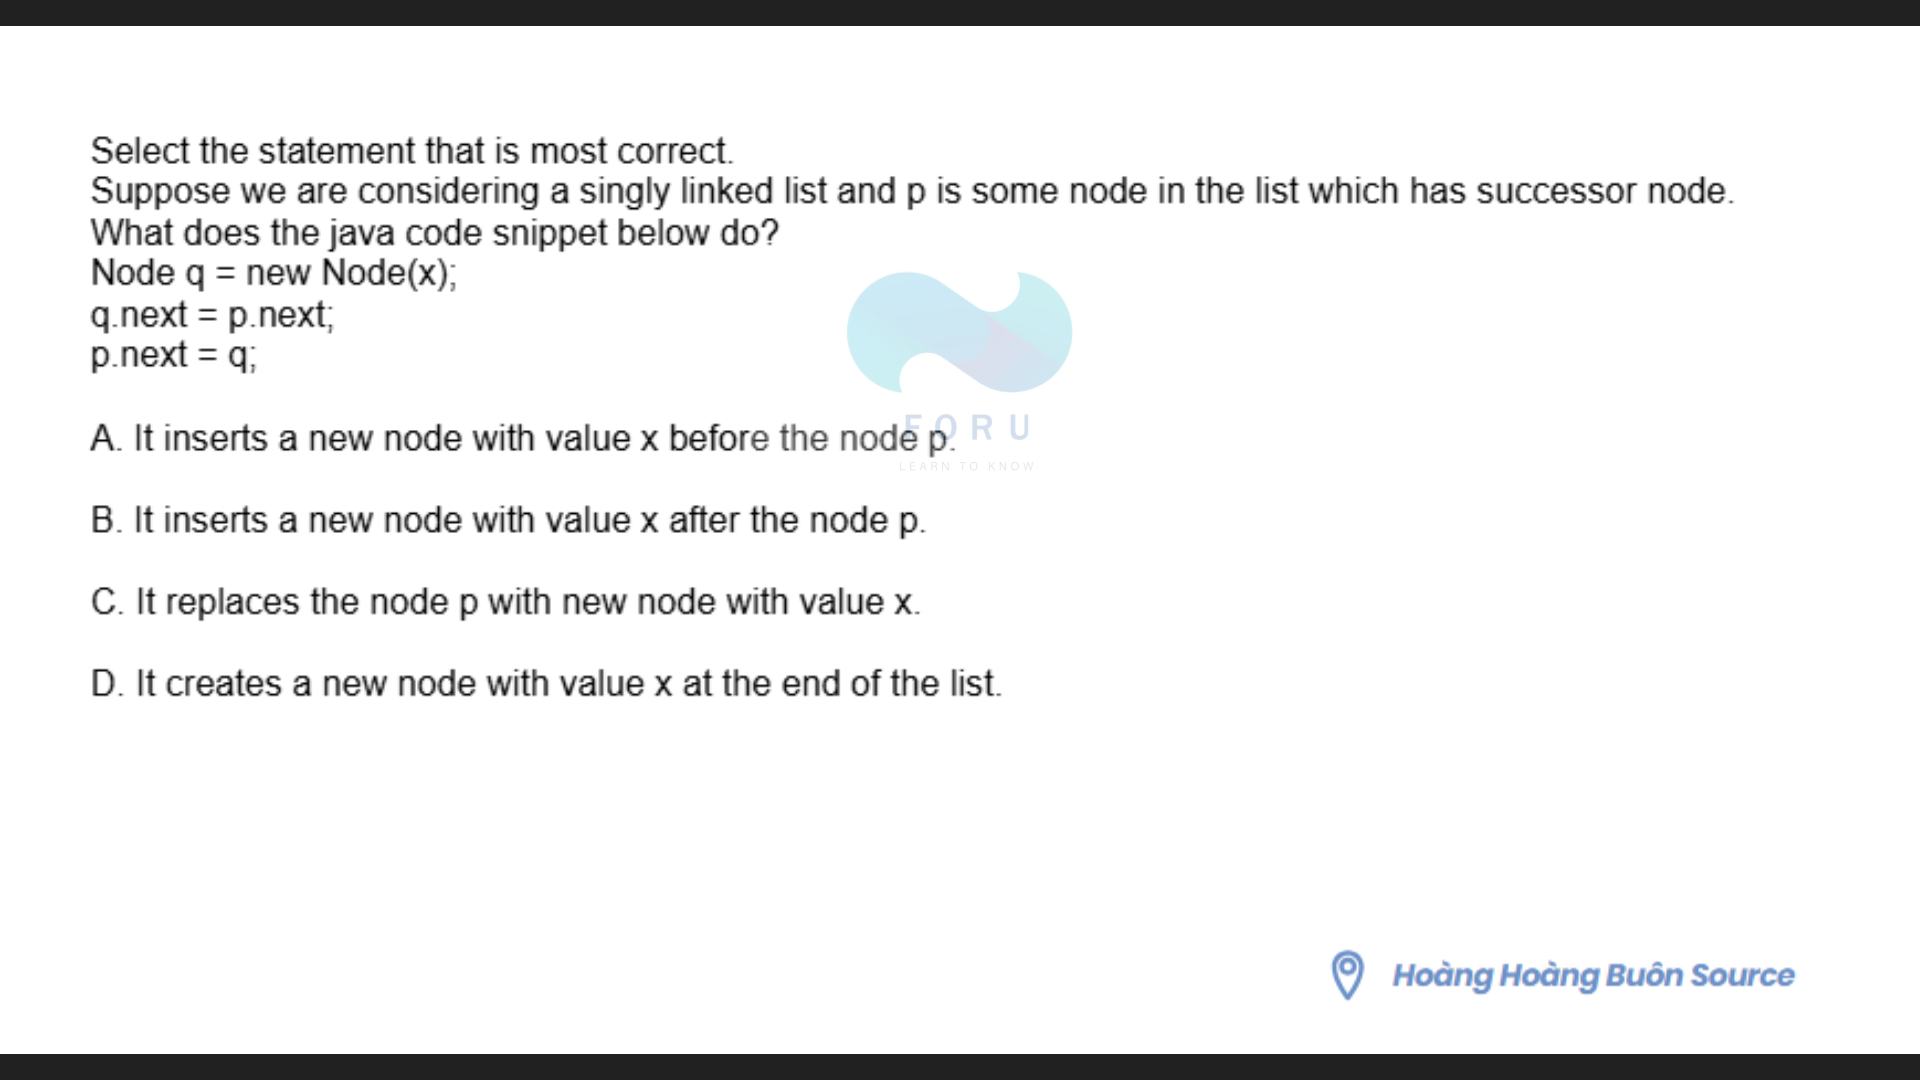 Select the statement that is most correct.
Suppose we are considering a singly linked list and p is some node in the list which has successor node.
What does the java code snippet below do?
Node q = new Node(x);
q.next = p.next;
p.next = q;
A. It inserts a new node with value x before the node p.
FORU
LEARN TO KNOW
B. It inserts a new node with value x after the node p.
C. It replaces the node p with new node with value x.
D. It creates a new node with value x at the end of the list.
Hoàng Hoàng Buôn Source